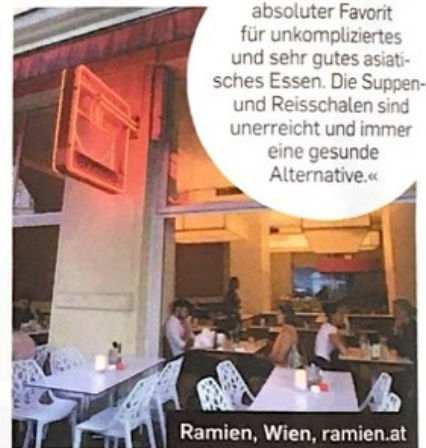 absoluter Favorit
für unkompliziertes
und sehr gutes asiati-
sches Essen. Die Suppen-
und Reisschalen sind
unerreicht und immer
eine gesunde
Alternative.«
Ramien, Wien, ramien.at